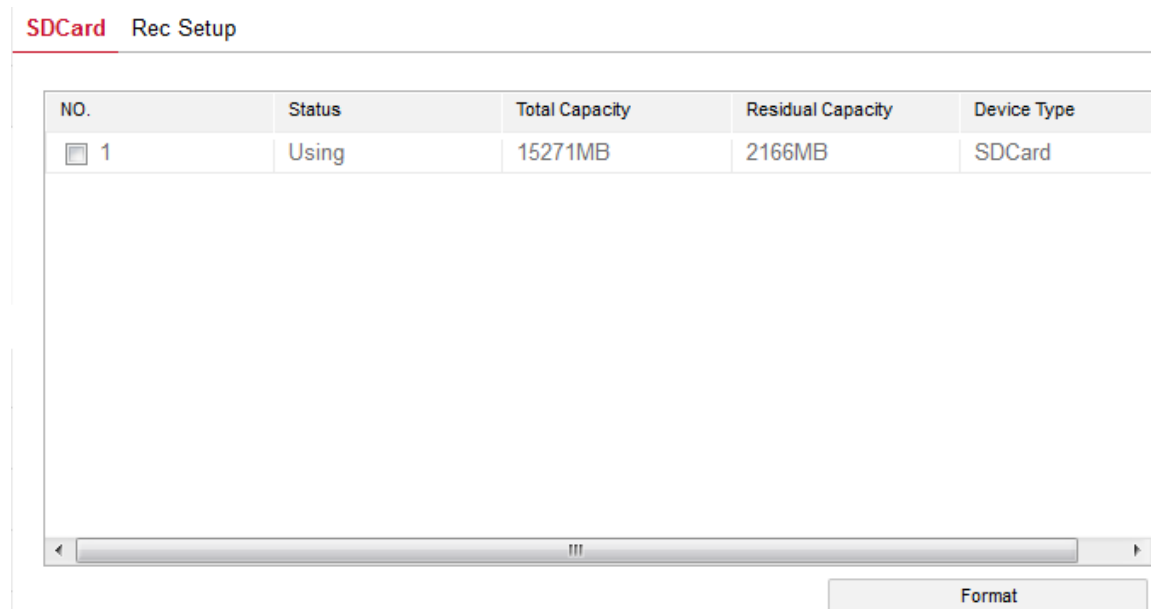 SDCard Rec Setup
NO. Status Total Capacity Residual Capacity Device Type
1 Using 15271MB 2166MB SDCard
Format